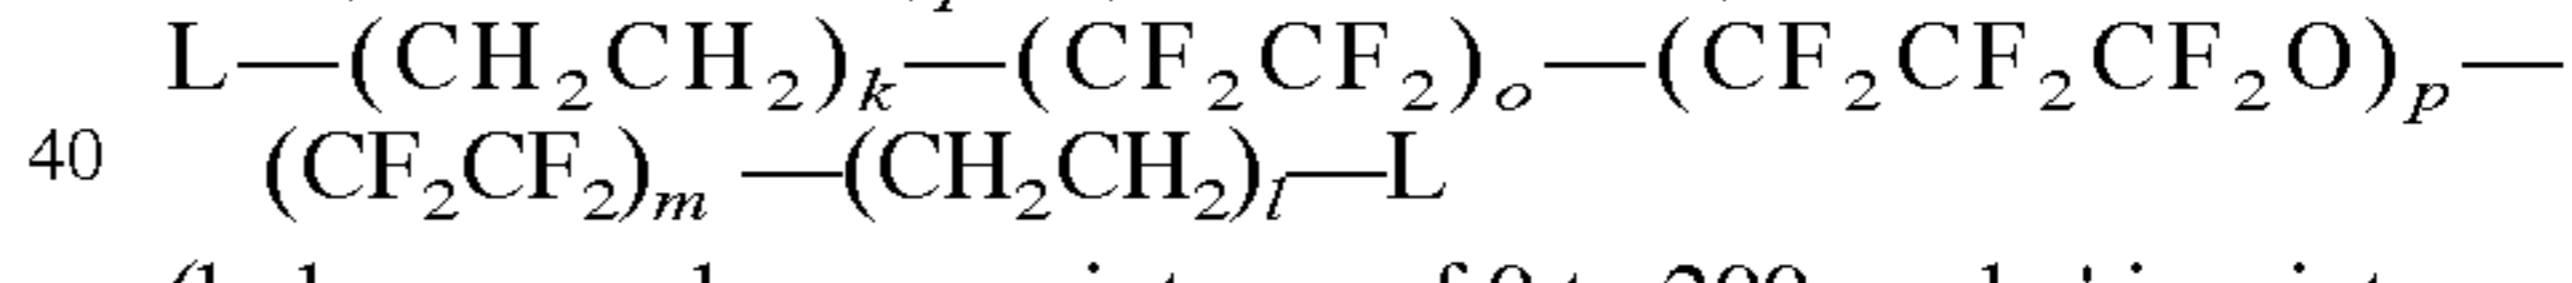 L—(CH₂CH₂)ₖ—(CF₂CF₂)ₒ—(CF₂CF₂CF₂O)ₚ—
40 (CF₂CF₂)ₘ—(CH₂CH₂)ₗ—L